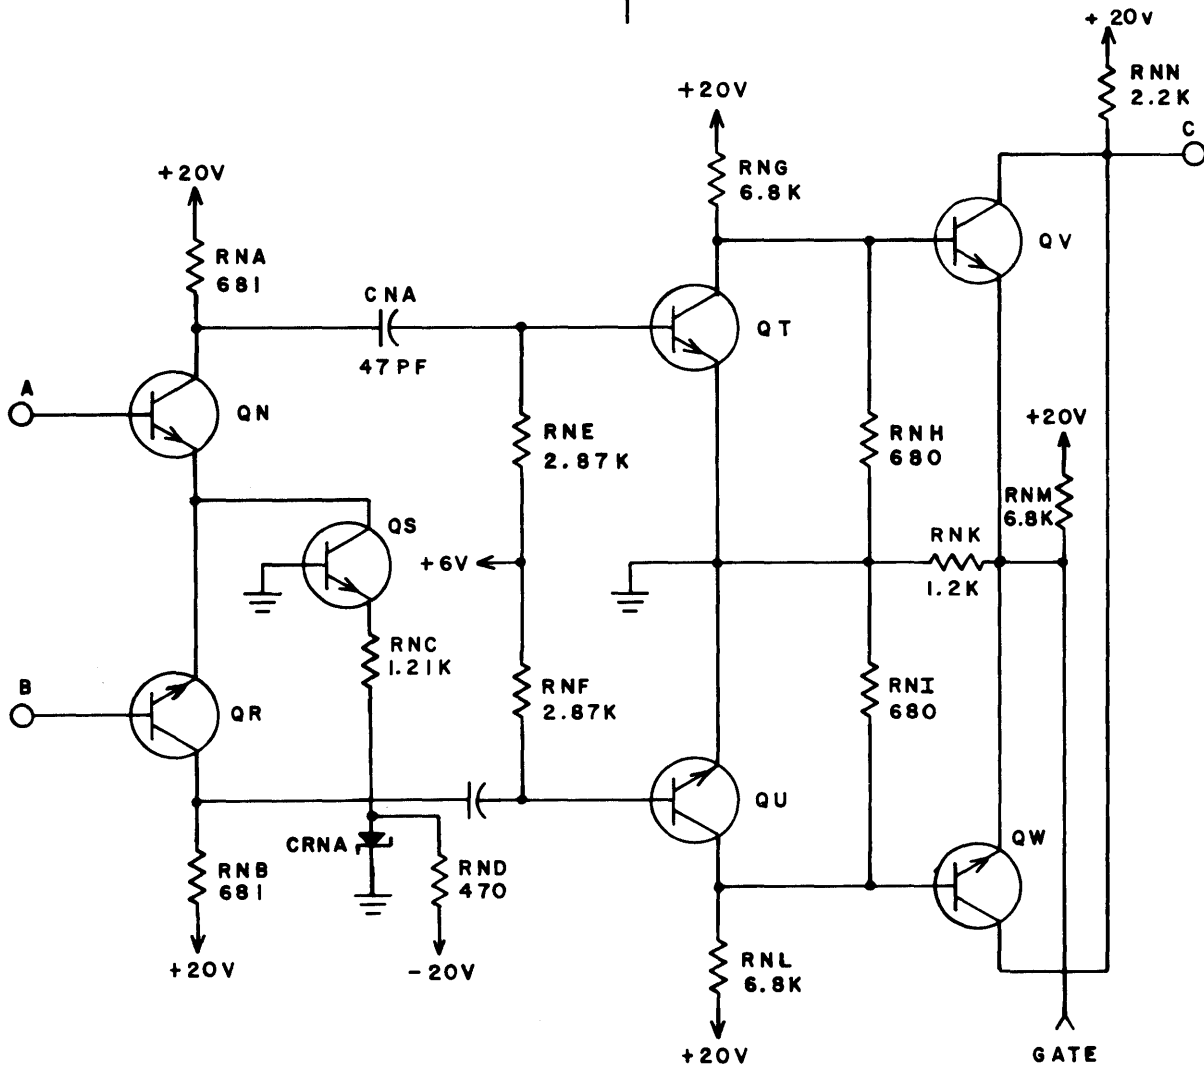 + 20V
RNN
2.2K
C
+20V
RNG
6.8K
+20V
QV
RNA
681
CNA
47PF
QT
A
QN
+20V
RNE
2.87K
RNH
680
RNM
6.8K
QS
RNK
+6V
1.2K
RNC
1.21K
B
QR
RNF
2.87K
RNI
680
QU
QW
CRNA
RNB
681
RND
470
+20V
-20V
RNL
6.8K
+20V
GATE